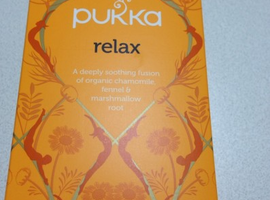 pukka
relax
A deeply soothing fusion
of organic chamomile,
fennel &
marshmallow
root